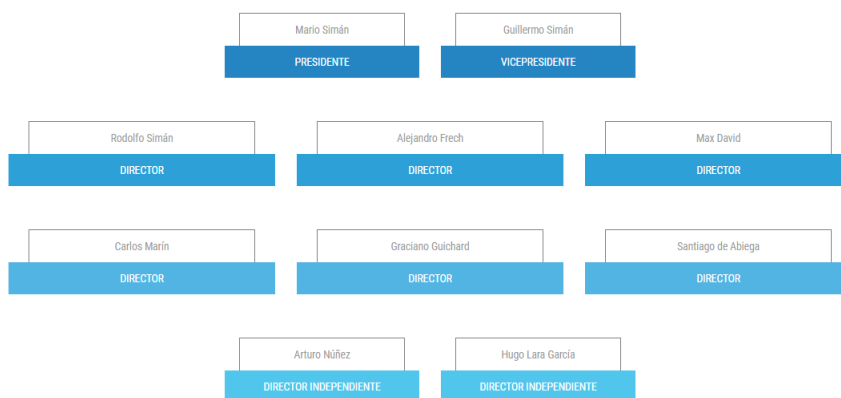 Mario Simán
Guillermo Simán
PRESIDENTE
VICEPRESIDENTE
Rodolfo Simán
Alejandro Frech
Max David
DIRECTOR
DIRECTOR
DIRECTOR
Carlos Marín
Graciano Guichard
Santiago de Abiega
DIRECTOR
DIRECTOR
DIRECTOR
Arturo Núñez
Hugo Lara García
DIRECTOR INDEPENDIENTE
DIRECTOR INDEPENDIENTE